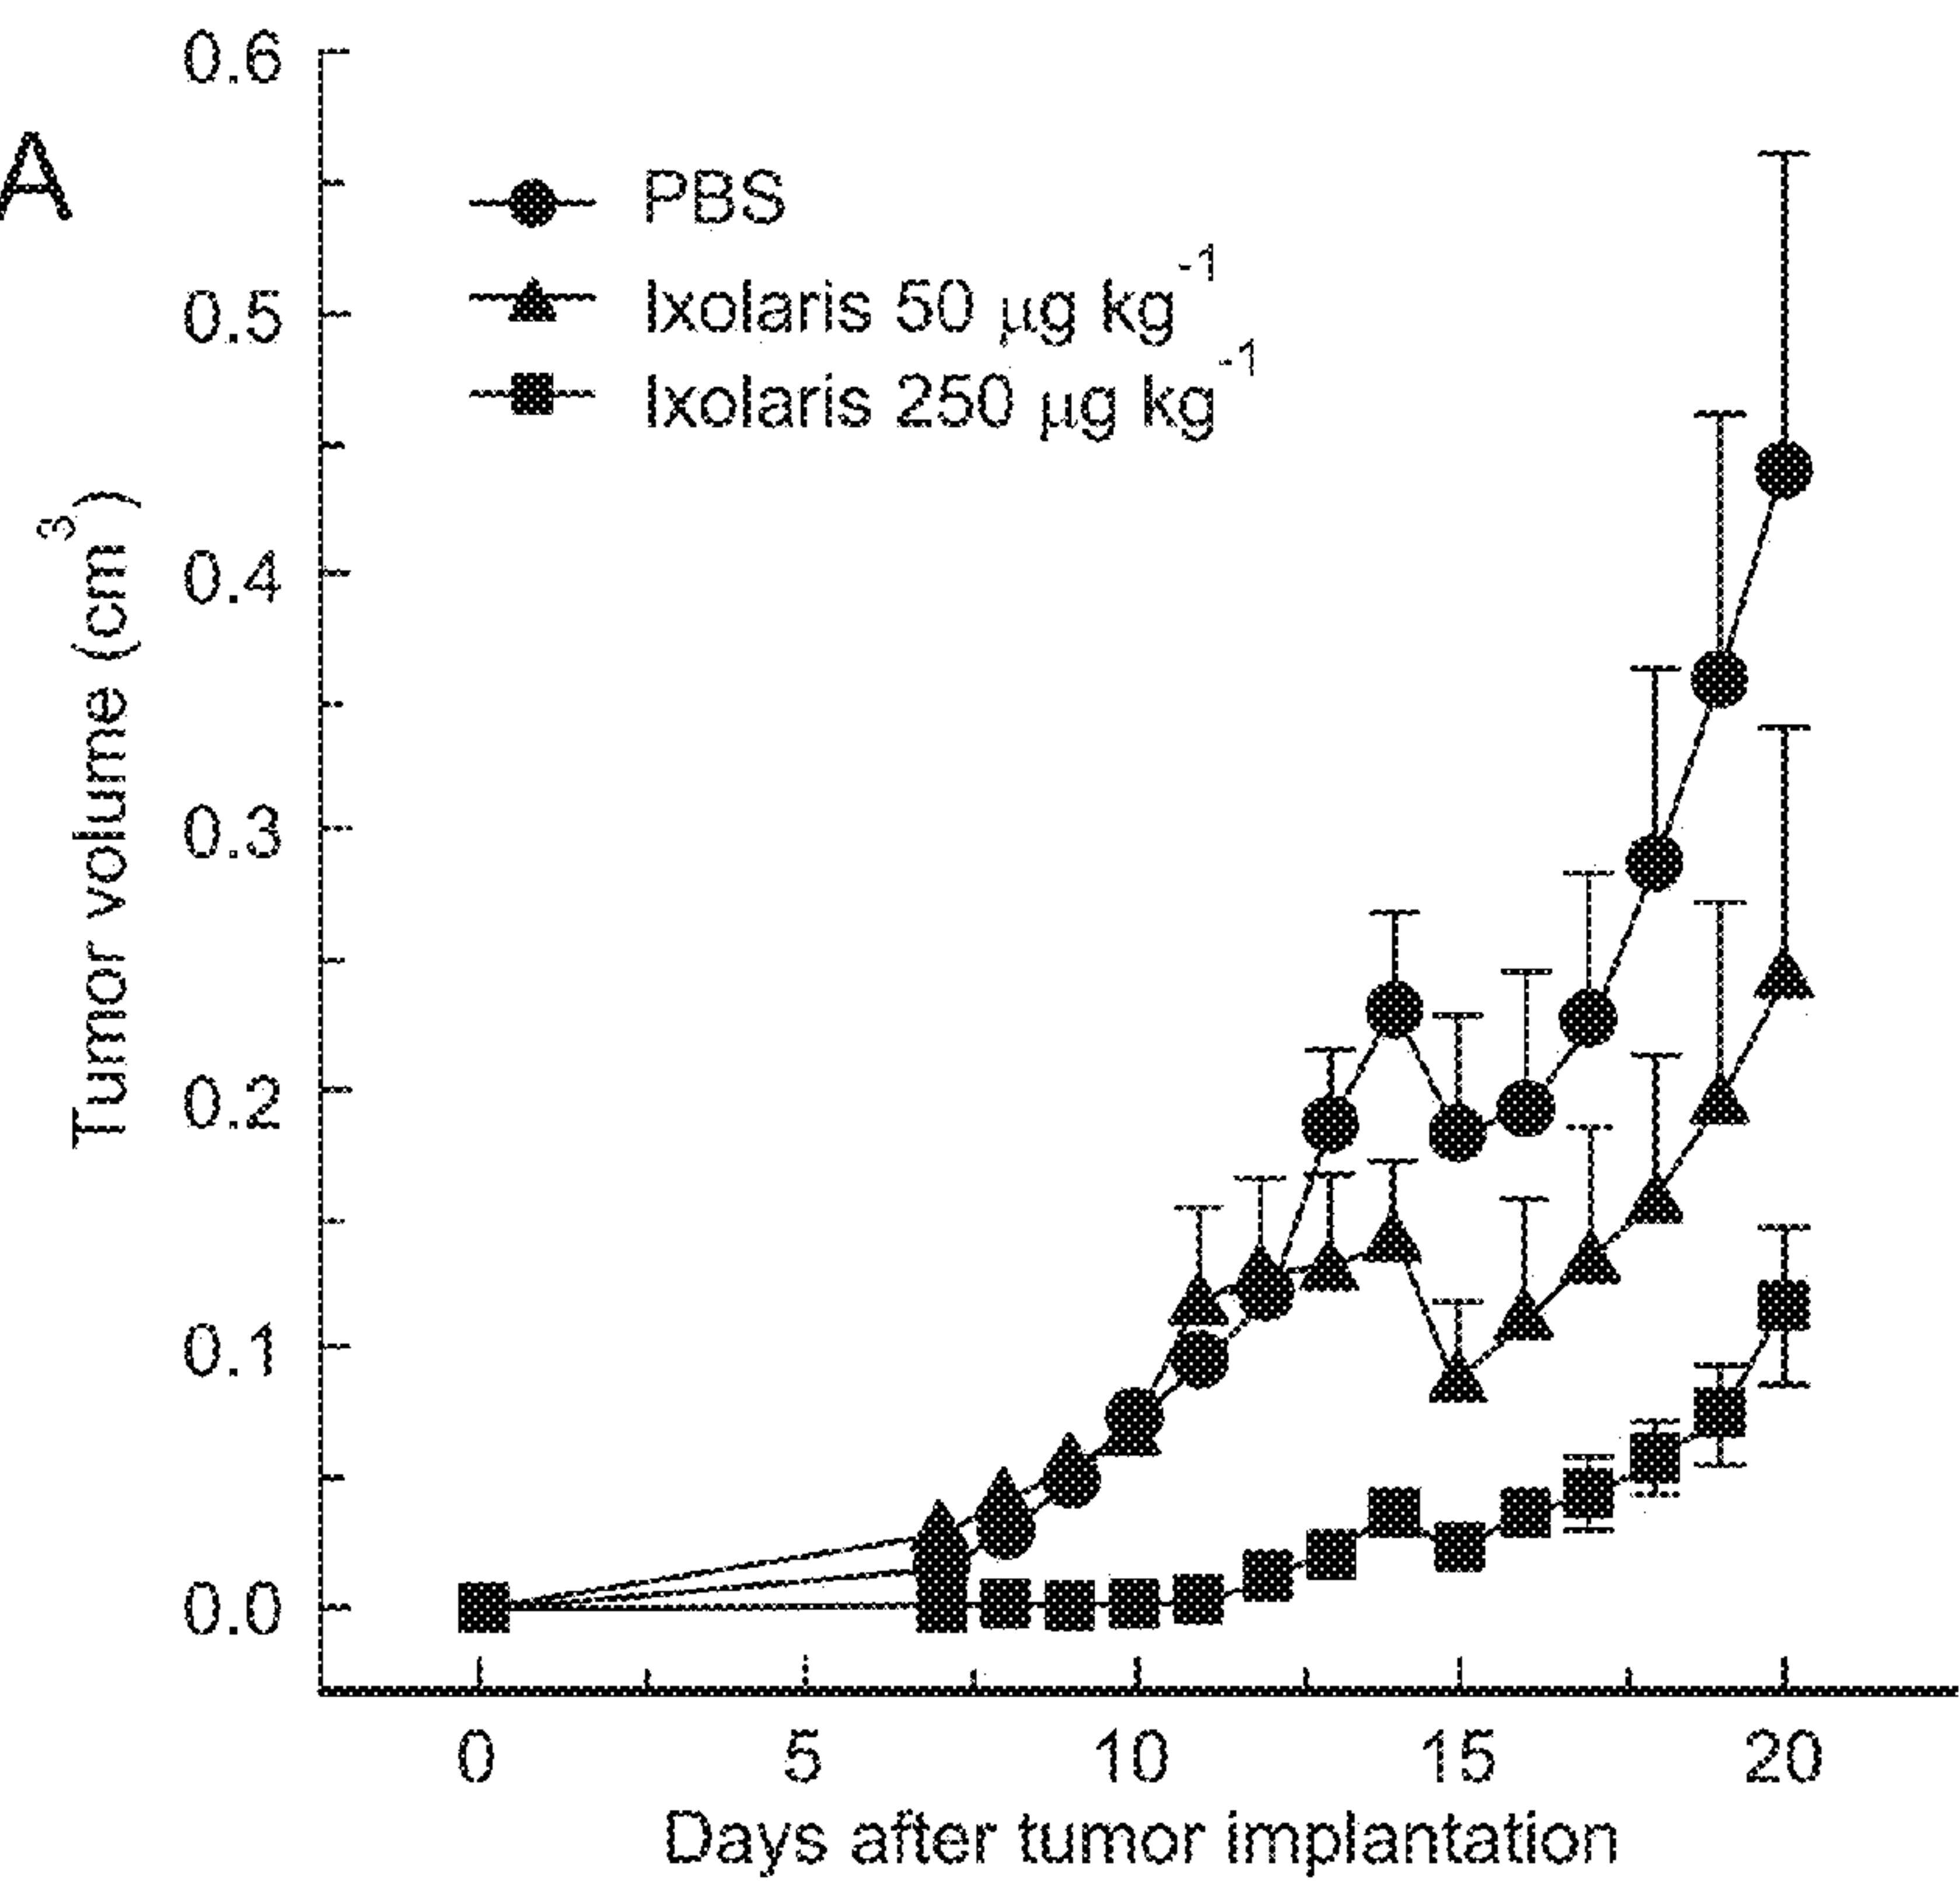 A
PBS
Ixolaris 50 μg kg⁻¹
Ixolaris 250 μg kg⁻¹
Tumor volume (cm³)
0.6
0.5
0.4
0.3
0.2
0.1
0.0
0 5 10 15 20
Days after tumor implantation